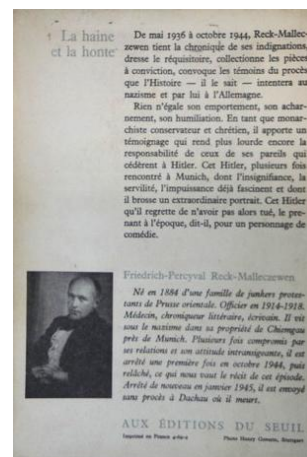 La haine
et la honte
De mai 1936 à octobre 1944, Reck-Mallec-
zewen tient la chronique de ses indignations
dresse le réquisitoire, collectionne les pièces
à conviction, convoque les témoins du procès
que l'Histoire — il le sait — intentera au
nazisme et par lui à l'Allemagne.
Rien n'égale son emportement, son achar-
nement, son humiliation. En tant que monar-
chiste conservateur et chrétien, il apporte un
témoignage qui rend plus lourde encore la
responsabilité de ceux de ses pareils qui
cédèrent à Hitler. Cet Hitler, plusieurs fois
rencontré à Munich, dont l'insignifiance, la
servilité, l'impuissance déjà fascinent et dont
il brosse un extraordinaire portrait. Cet Hitler
qu'il regrette de n'avoir pas alors tué, le pre-
nant à l'époque, dit-il, pour un personnage de
comédie.
Friedrich-Percyval Reck-Malleczewen
Né en 1884 d'une famille de junkers protes-
tants de Prusse orientale. Officier en 1914-1918.
Médecin, chroniqueur littéraire, écrivain. Il vit
sous le nazisme dans sa propriété de Chiemgau
près de Munich. Plusieurs fois compromis par
ses relations et son attitude intransigeante, il est
arrêté une première fois en octobre 1944, puis
relâché, ce qui nous vaut le récit de cet épisode.
Arrêté de nouveau en janvier 1945, il est envoyé
sans procès à Dachau où il meurt.
AUX ÉDITIONS DU SEUIL
Imprimé en France
Photo Henry Goverts, Stuttgart